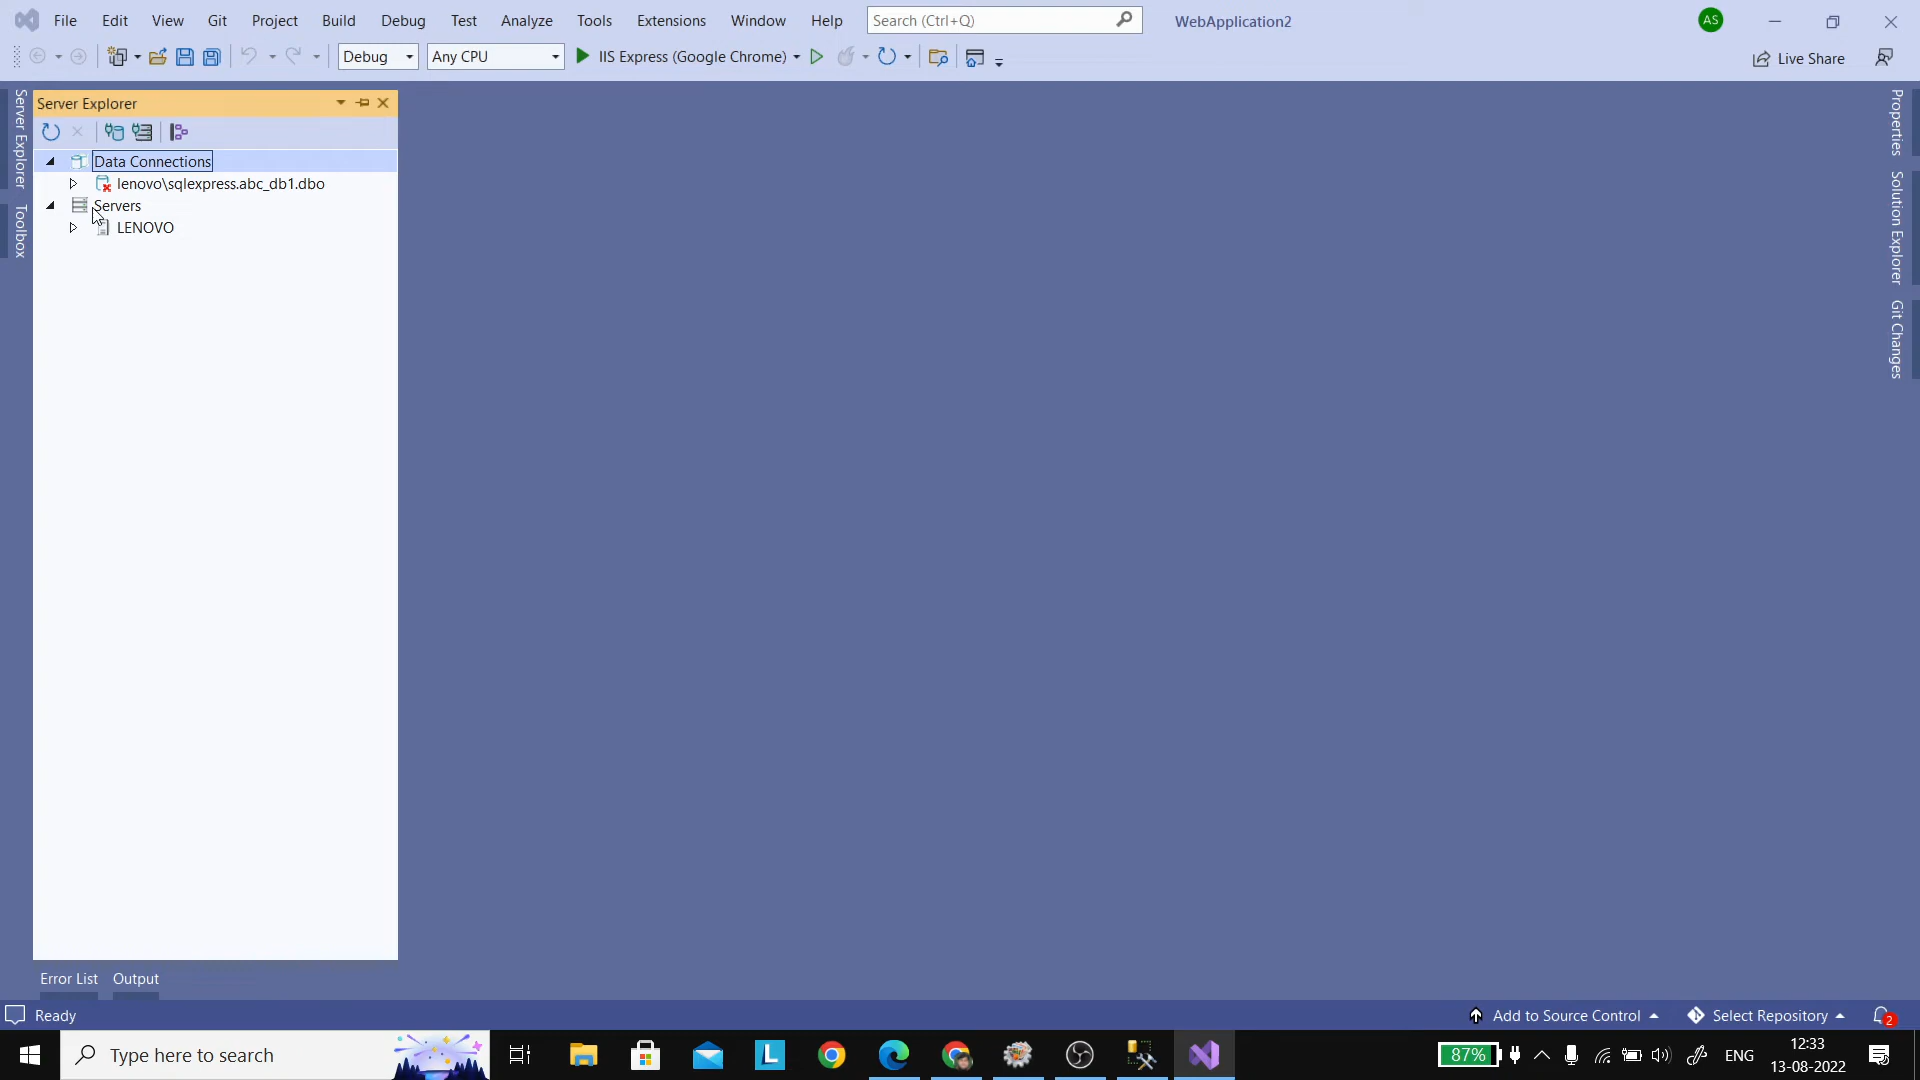 File Edit View Git Project Build Debug Test Analyze Tools Extensions Window Help Search (Ctrl+Q) WebApplication2 AS
Debug Any CPU IIS Express (Google Chrome) Live Share
Server Explorer
Toolbox
Server Explorer
Data Connections
lenovo\sqlexpress.abc_db1.dbo
Servers
LENOVO
Properties
Solution Explorer
Git Changes
Error List Output
Ready Add to Source Control Select Repository 2
Type here to search L 87% ENG 12:33
13-08-2022